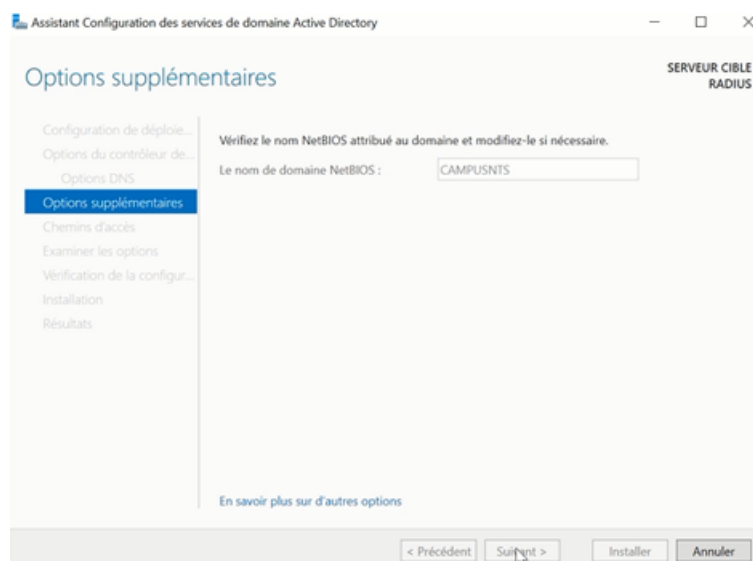 Assistant Configuration des services de domaine Active Directory
Options supplémentaires
SERVEUR CIBLE
RADIUS
Configuration de déploie...
Options du contrôleur de...
Options DNS
Options supplémentaires
Chemins d'accès
Examiner les options
Vérification de la configur...
Installation
Résultats
Vérifiez le nom NetBIOS attribué au domaine et modifiez-le si nécessaire.
Le nom de domaine NetBIOS : CAMPUSNTS
En savoir plus sur d'autres options
< Précédent Suivant > Installer Annuler